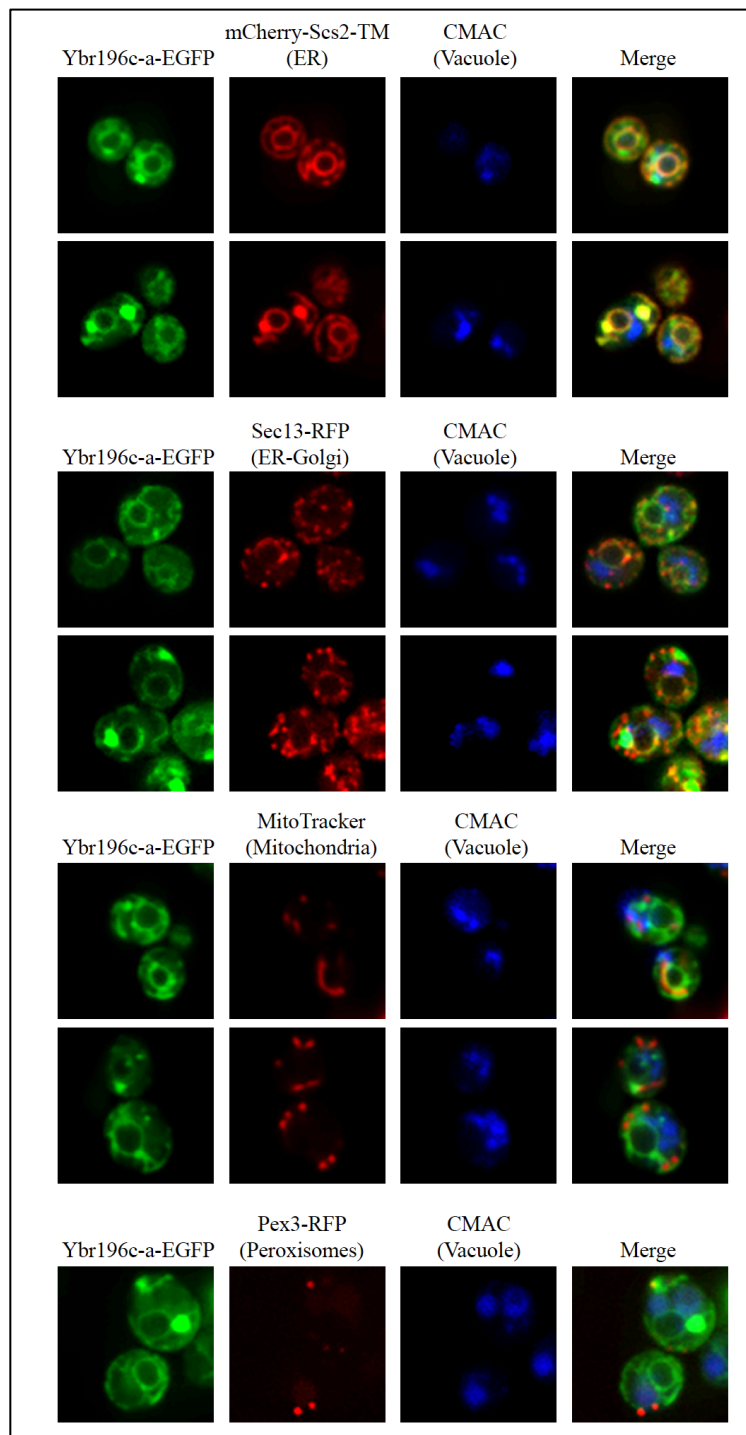 mCherry-Scs2-TM CMAC
Ybr196c-a-EGFP (ER) (Vacuole) Merge
Sec13-RFP CMAC
Ybr196c-a-EGFP (ER-Golgi) (Vacuole) Merge
MitoTracker CMAC
Ybr196c-a-EGFP (Mitochondria) (Vacuole) Merge
Pex3-RFP CMAC
Ybr196c-a-EGFP (Peroxisomes) (Vacuole) Merge